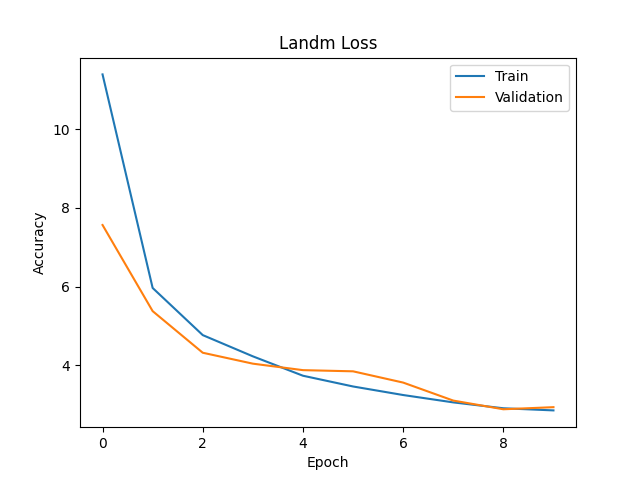 Landm Loss
Train
Validation
Accuracy
10
8
6
4
0 2 4 6 8
Epoch